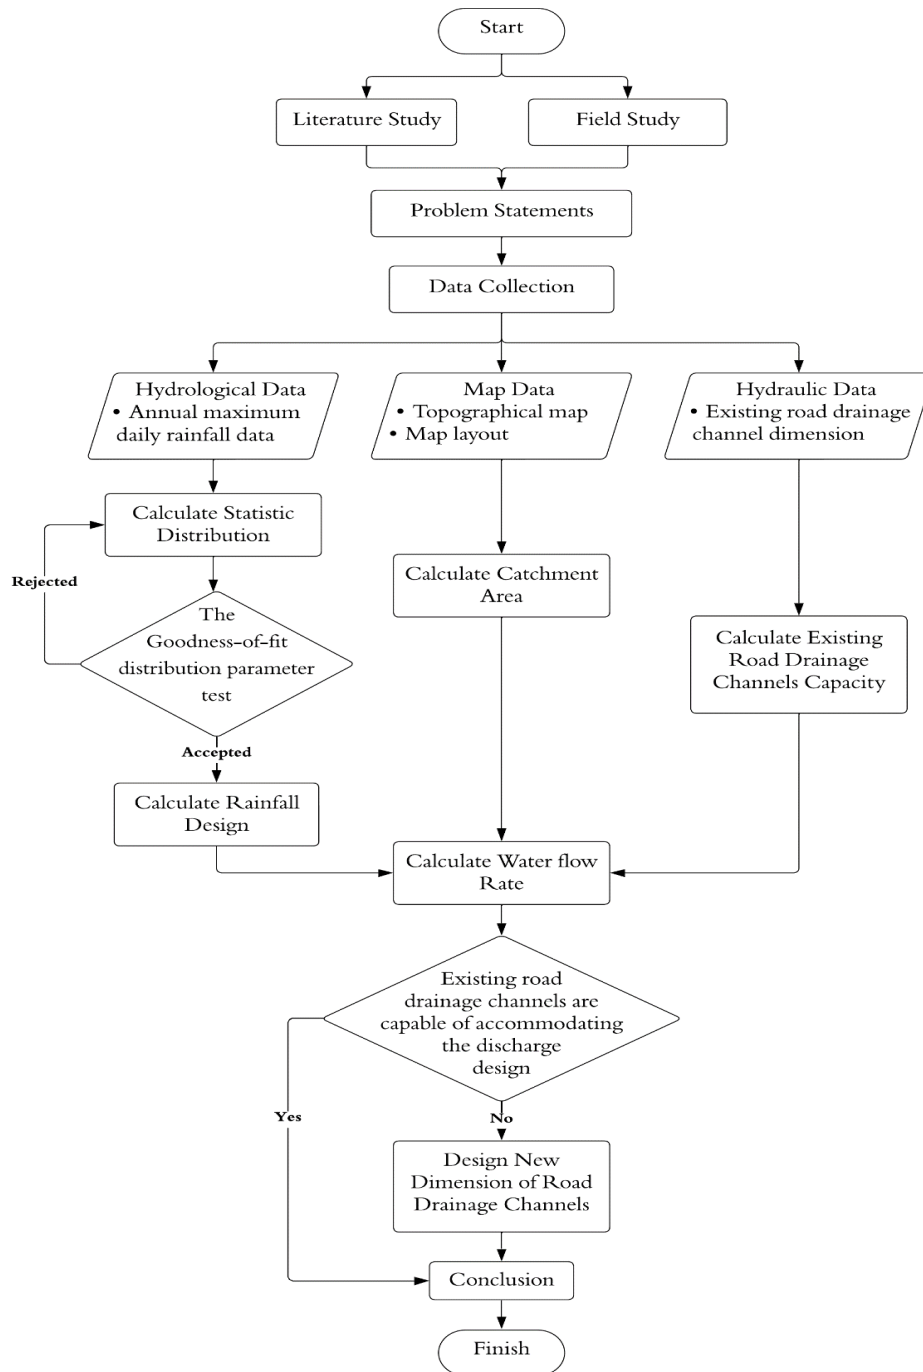 Start
Literature Study
Field Study
Problem Statements
Data Collection
Hydrological Data
• Annual maximum
daily rainfall data
Map Data
• Topographical map
• Map layout
Hydraulic Data
• Existing road drainage
channel dimension
Calculate Statistic
Distribution
Rejected
The
Goodness-of-fit
distribution parameter
test
Accepted
Calculate Rainfall
Design
Calculate Catchment
Area
Calculate Existing
Road Drainage
Channels Capacity
Calculate Water flow
Rate
Existing road
drainage channels are
capable of accommodating
the discharge
design
Yes
No
Design New
Dimension of Road
Drainage Channels
Conclusion
Finish